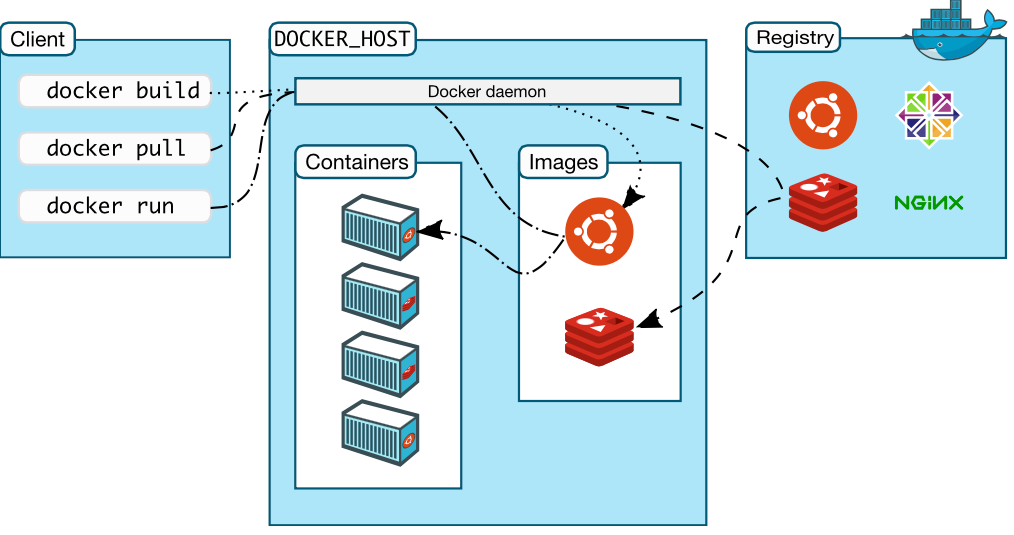 Client
docker build
docker pull
docker run
DOCKER_HOST
Docker daemon
Containers
Images
Registry
NGiNX